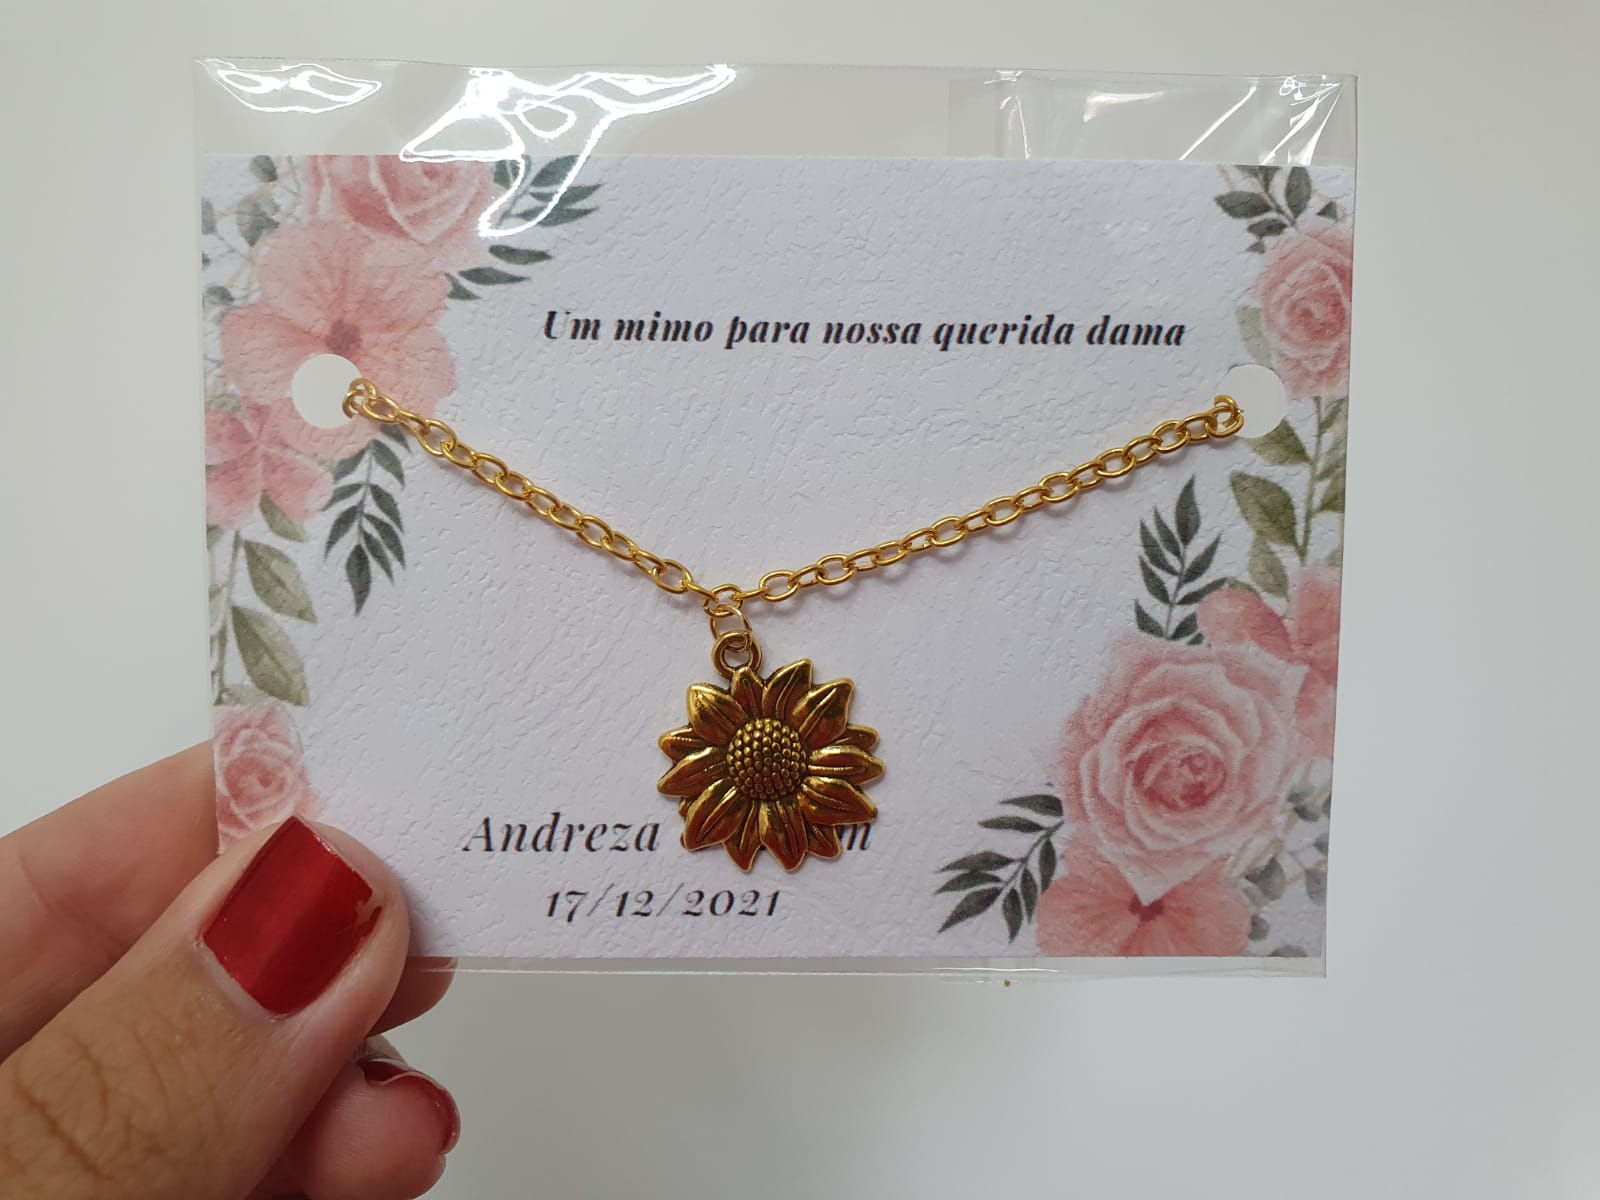 Um mimo para nossa querida dama
Andreza
17/12/2021